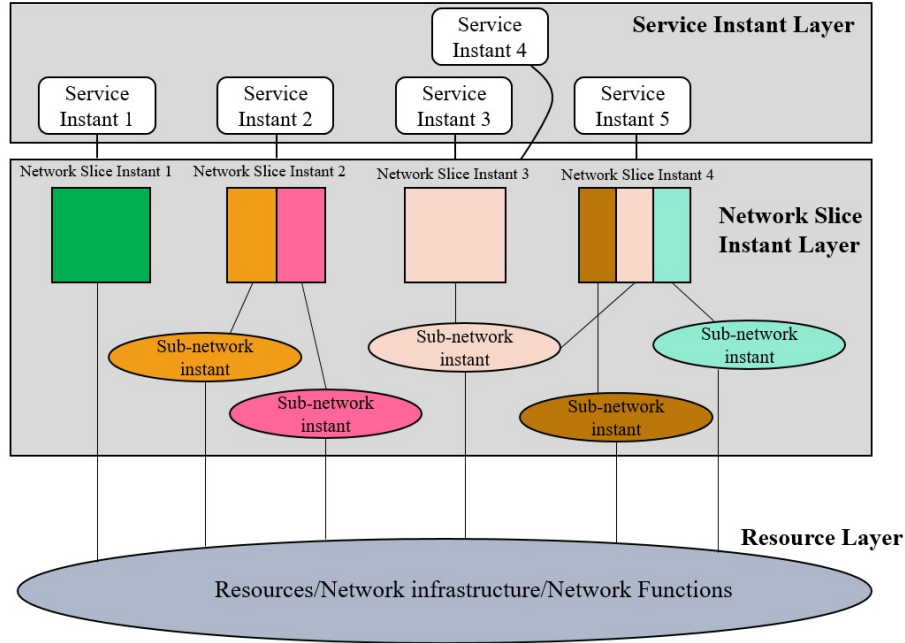 Service Instant Layer
Service
Instant 4
Service
Instant 1
Service
Instant 2
Service
Instant 3
Service
Instant 5
Network Slice Instant 1
Network Slice Instant 2
Network Slice Instant 3
Network Slice Instant 4
Network Slice
Instant Layer
Sub-network
instant
Sub-network
instant
Sub-network
instant
Sub-network
instant
Sub-network
instant
Resource Layer
Resources/Network infrastructure/Network Functions